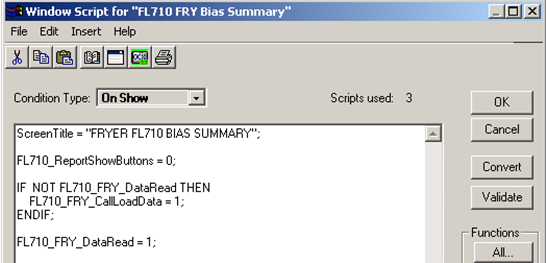 Window Script for "FL710 FRY Bias Summary"
File Edit Insert Help
Condition Type: On Show Scripts used: 3
OK
Cancel
Convert
Validate
Functions
All...
ScreenTitle = "FRYER FL710 BIAS SUMMARY";
FL710_ReportShowButtons = 0;
IF NOT FL710_FRY_DataRead THEN
FL710_FRY_CallLoadData = 1;
ENDIF;
FL710_FRY_DataRead = 1;